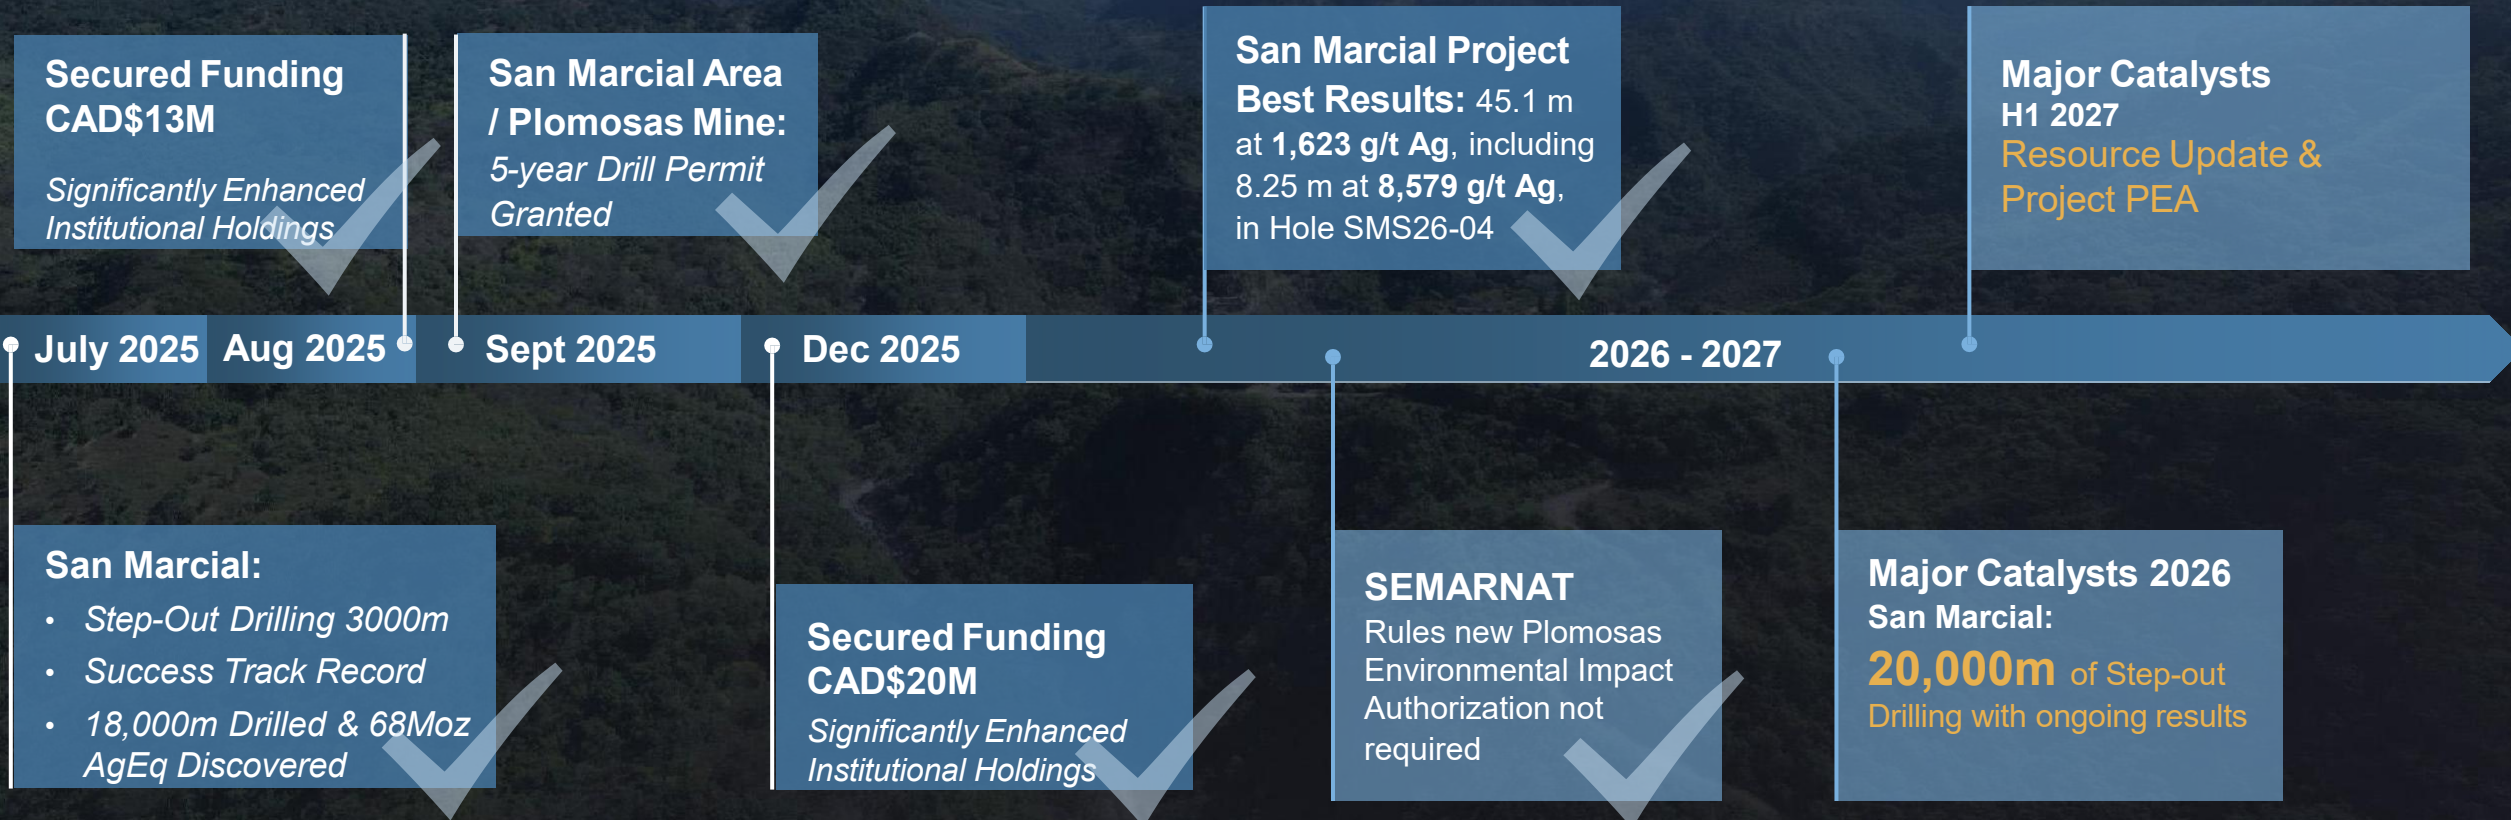 Secured Funding
CAD$13M
Significantly Enhanced
Institutional Holdings
San Marcial Area
/ Plomosas Mine:
5-year Drill Permit
Granted
San Marcial Project
Best Results: 45.1 m
at 1,623 g/t Ag, including
8.25 m at 8,579 g/t Ag,
in Hole SMS26-04
Major Catalysts
H1 2027
Resource Update &
Project PEA
July 2025
Aug 2025
Sept 2025
Dec 2025
2026 - 2027
San Marcial:
• Step-Out Drilling 3000m
• Success Track Record
• 18,000m Drilled & 68Moz
AgEq Discovered
Secured Funding
CAD$20M
Significantly Enhanced
Institutional Holdings
SEMARNAT
Rules new Plomosas
Environmental Impact
Authorization not
required
Major Catalysts 2026
San Marcial:
20,000m of Step-out
Drilling with ongoing results